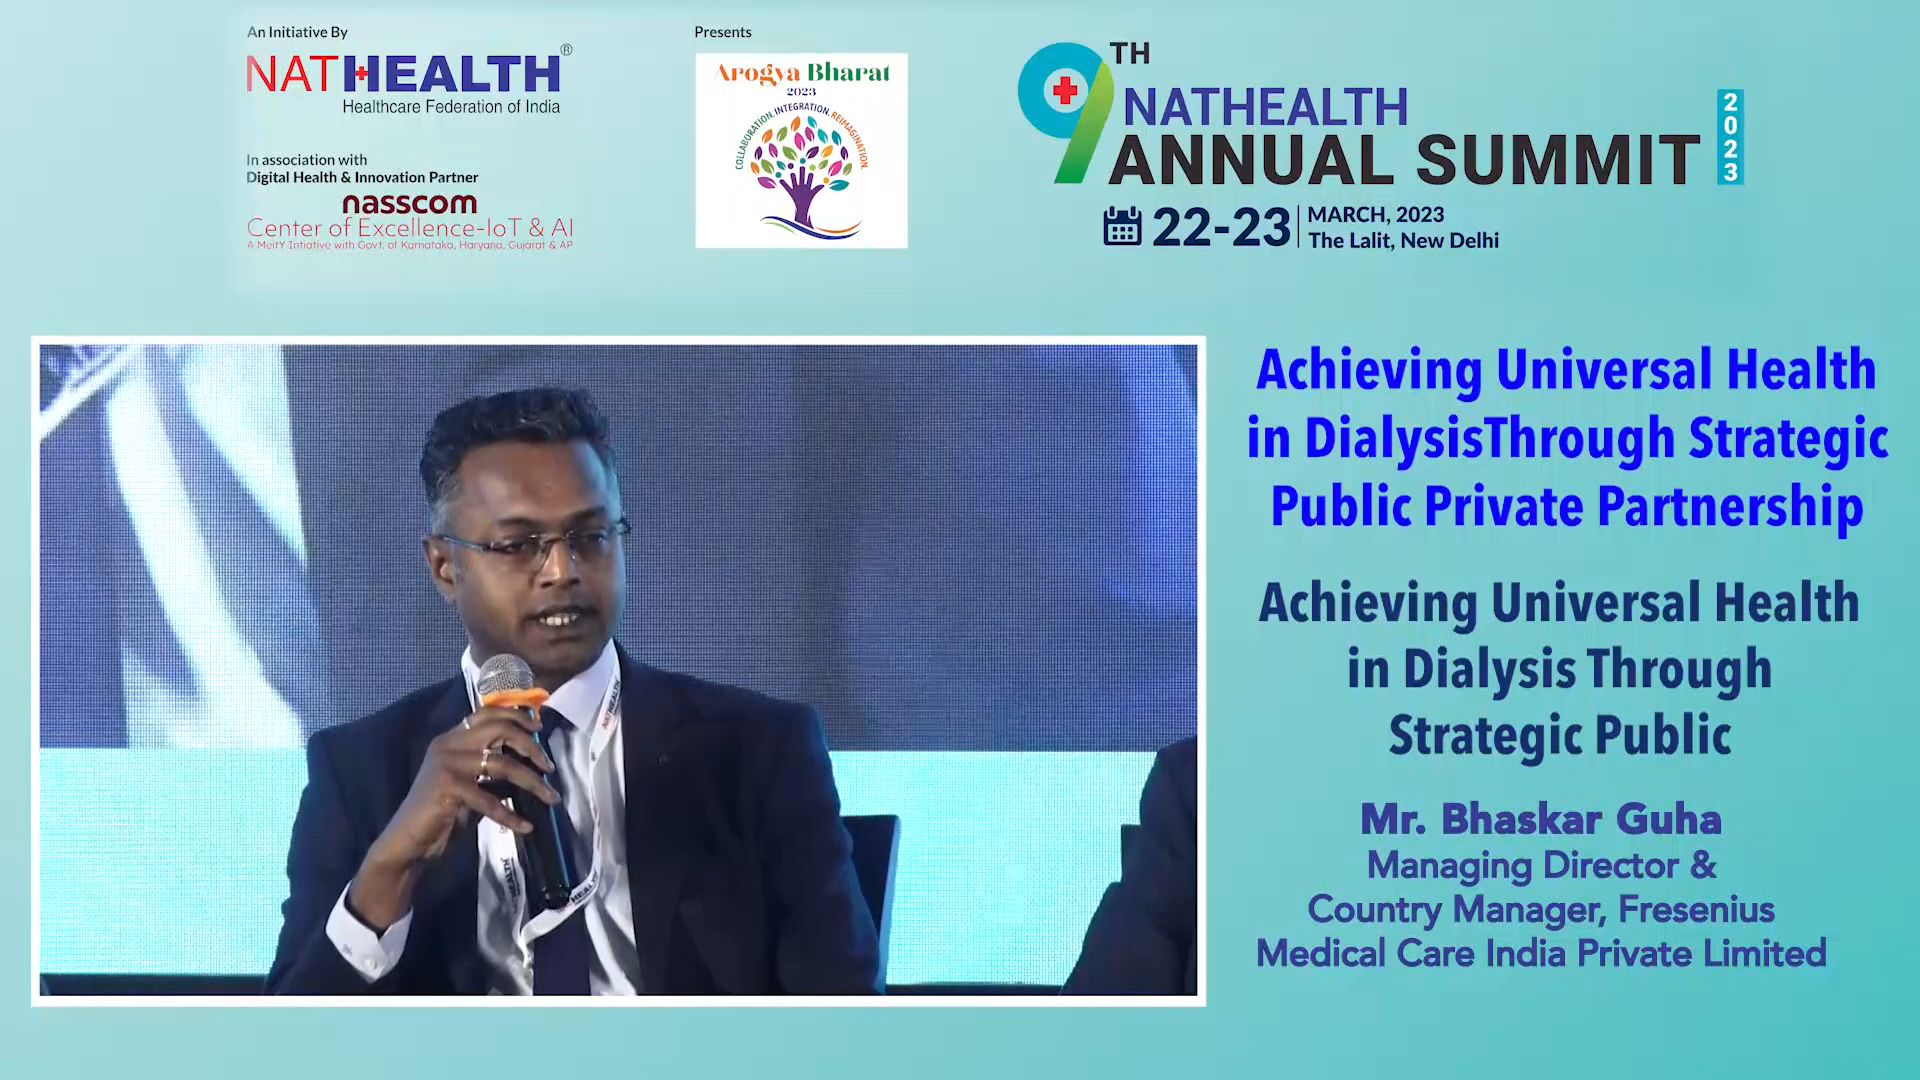 An Initiative By
NATHEALTH®
Healthcare Federation of India
In association with
Digital Health & Innovation Partner
nasscom
Center of Excellence-IoT & AI
A MeitY Initiative with Govt. of Karnataka, Haryana, Gujarat & AP
Presents
Arogya Bharat
2023
COLLABORATION. INTEGRATION. REIMAGINATION.
9TH
NATHEALTH
ANNUAL SUMMIT
2023
22-23
MARCH, 2023
The Lalit, New Delhi
Achieving Universal Health
in DialysisThrough Strategic
Public Private Partnership
Achieving Universal Health
in Dialysis Through
Strategic Public
Mr. Bhaskar Guha
Managing Director &
Country Manager, Fresenius
Medical Care India Private Limited
NATHEALTH